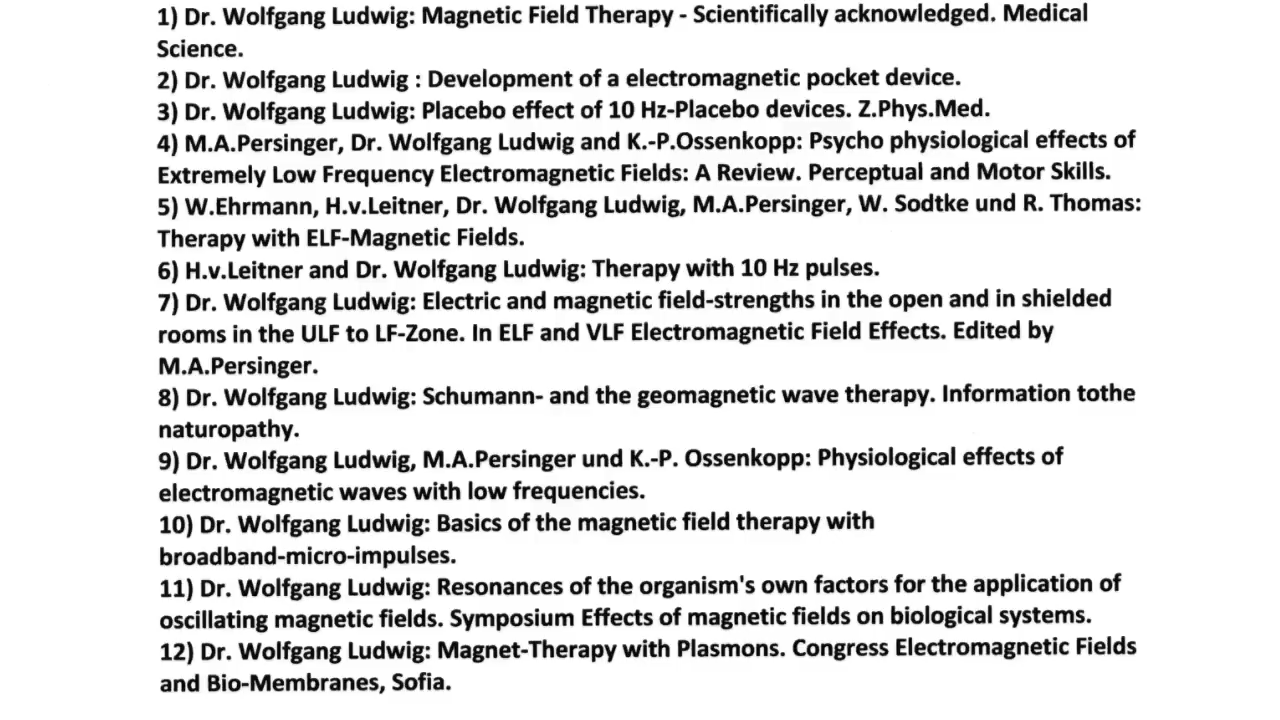 1) Dr. Wolfgang Ludwig: Magnetic Field Therapy - Scientifically acknowledged. Medical
Science.
2) Dr. Wolfgang Ludwig : Development of a electromagnetic pocket device.
3) Dr. Wolfgang Ludwig: Placebo effect of 10 Hz-Placebo devices. Z.Phys.Med.
4) M.A.Persinger, Dr. Wolfgang Ludwig and K.-P.Ossenkopp: Psycho physiological effects of
Extremely Low Frequency Electromagnetic Fields: A Review. Perceptual and Motor Skills.
5) W.Ehrmann, H.v.Leitner, Dr. Wolfgang Ludwig, M.A.Persinger, W. Sodtke und R. Thomas:
Therapy with ELF-Magnetic Fields.
6) H.v.Leitner and Dr. Wolfgang Ludwig: Therapy with 10 Hz pulses.
7) Dr. Wolfgang Ludwig: Electric and magnetic field-strengths in the open and in shielded
rooms in the ULF to LF-Zone. In ELF and VLF Electromagnetic Field Effects. Edited by
M.A.Persinger.
8) Dr. Wolfgang Ludwig: Schumann- and the geomagnetic wave therapy. Information tothe
naturopathy.
9) Dr. Wolfgang Ludwig, M.A.Persinger und K.-P. Ossenkopp: Physiological effects of
electromagnetic waves with low frequencies.
10) Dr. Wolfgang Ludwig: Basics of the magnetic field therapy with
broadband-micro-impulses.
11) Dr. Wolfgang Ludwig: Resonances of the organism's own factors for the application of
oscillating magnetic fields. Symposium Effects of magnetic fields on biological systems.
12) Dr. Wolfgang Ludwig: Magnet-Therapy with Plasmons. Congress Electromagnetic Fields
and Bio-Membranes, Sofia.